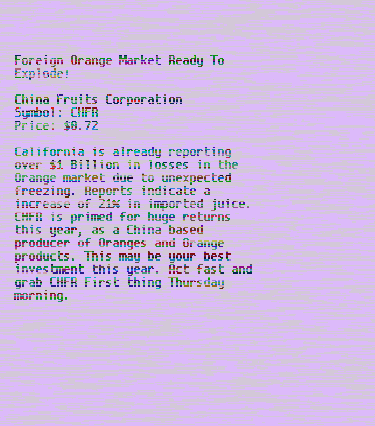 Foreign Orange Market Ready To
Explode!
China Fruits Corporation
Symbol: CHFR
Price: $0.72
California is already reporting
over $1 Billion in losses in the
Orange market due to unexpected
freezing. Reports indicate a
increase of 21% in imported juice.
CHFR is primed for huge returns
this year, as a China based
producer of Oranges and Orange
products. This may be your best
investment this year. Act fast and
grab CHFR First thing Thursday
morning.